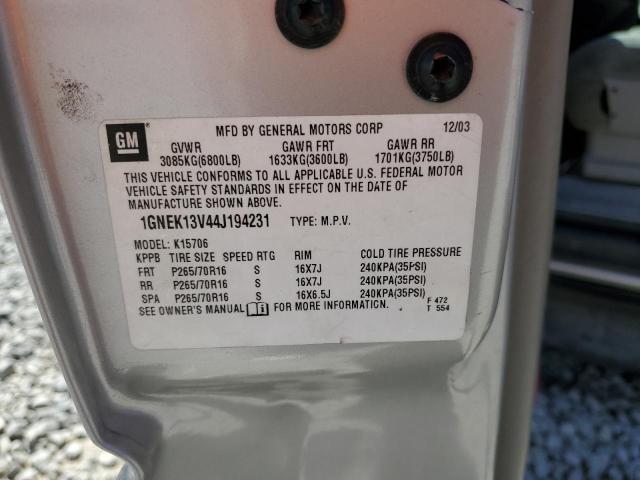 GM
MFD BY GENERAL MOTORS CORP 12/03
GVWR GAWR FRT GAWR RR
3085KG(6800LB) 1633KG(3600LB) 1701KG(3750LB)
THIS VEHICLE CONFORMS TO ALL APPLICABLE U.S. FEDERAL MOTOR
VEHICLE SAFETY STANDARDS IN EFFECT ON THE DATE OF
MANUFACTURE SHOWN ABOVE.
1GNEK13V44J194231 TYPE: M.P.V.
MODEL: K15706
KPPB TIRE SIZE SPEED RTG RIM COLD TIRE PRESSURE
FRT P265/70R16 S 16X7J 240KPA(35PSI)
RR P265/70R16 S 16X7J 240KPA(35PSI)
SPA P265/70R16 S 16X6.5J 240KPA(35PSI)
SEE OWNER'S MANUAL FOR MORE INFORMATION. F 472
T 554